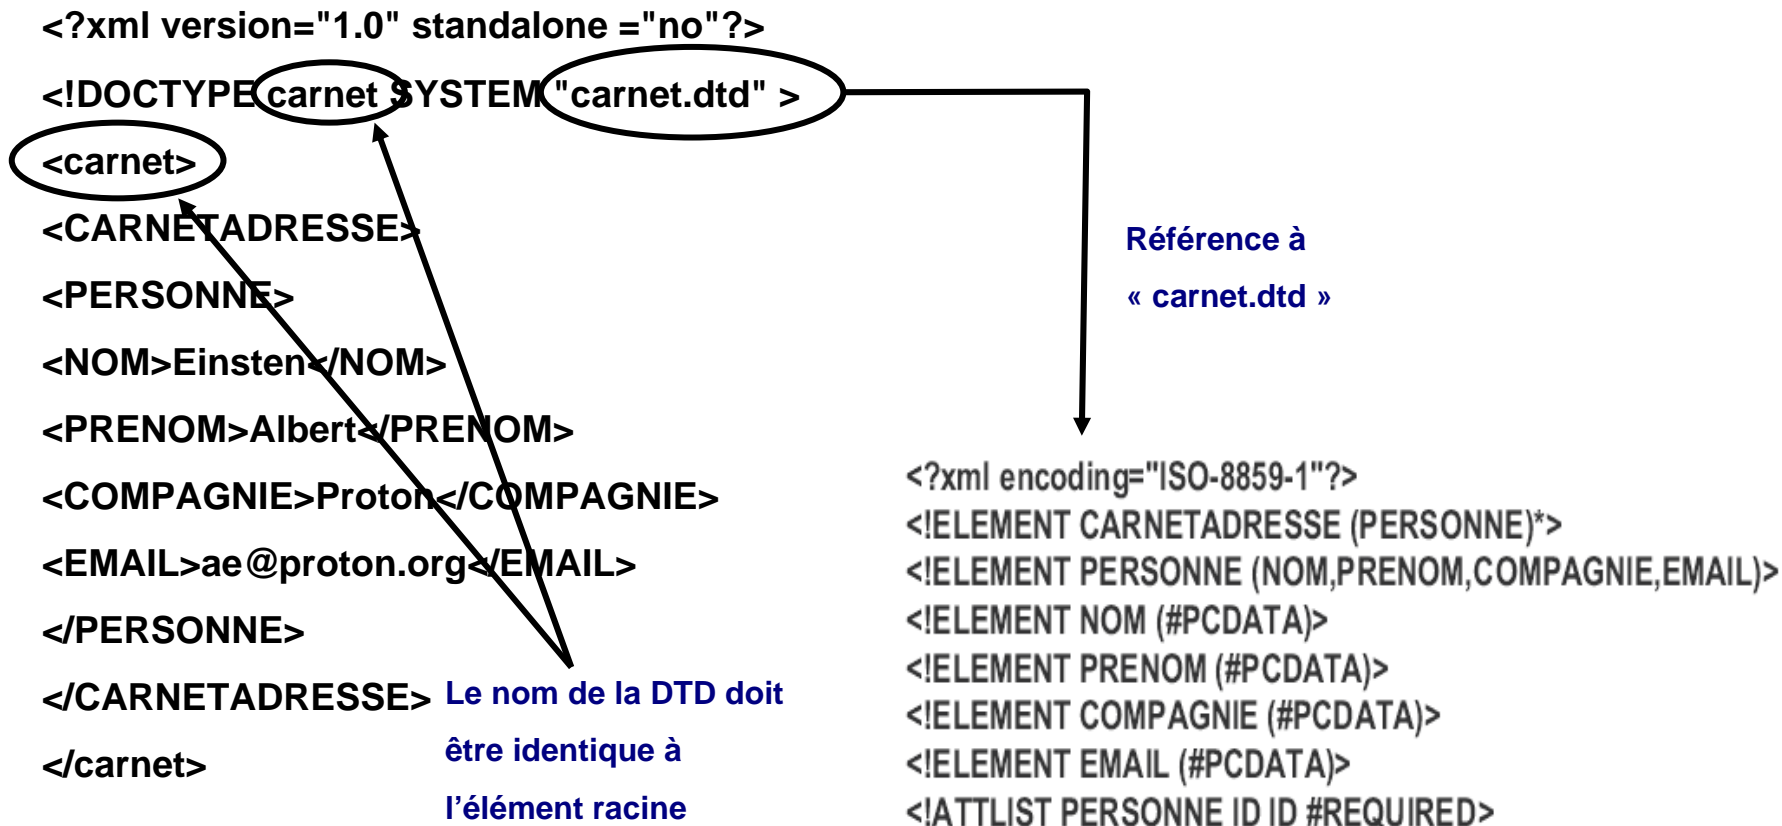 <?xml version="1.0" standalone ="no"?>
<!DOCTYPE carnet SYSTEM "carnet.dtd" >
<carnet>
<CARNETADRESSE>
<PERSONNE>
<NOM>Einsten</NOM>
<PRENOM>Albert</PRENOM>
<COMPAGNIE>Proton</COMPAGNIE>
<EMAIL>ae@proton.org</EMAIL>
</PERSONNE>
</CARNETADRESSE>
</carnet>
Le nom de la DTD doit
être identique à
l'élément racine
Référence à
« carnet.dtd »
<?xml encoding="ISO-8859-1"?>
<!ELEMENT CARNETADRESSE (PERSONNE)*>
<!ELEMENT PERSONNE (NOM,PRENOM,COMPAGNIE,EMAIL)>
<!ELEMENT NOM (#PCDATA)>
<!ELEMENT PRENOM (#PCDATA)>
<!ELEMENT COMPAGNIE (#PCDATA)>
<!ELEMENT EMAIL (#PCDATA)>
<!ATTLIST PERSONNE ID ID #REQUIRED>